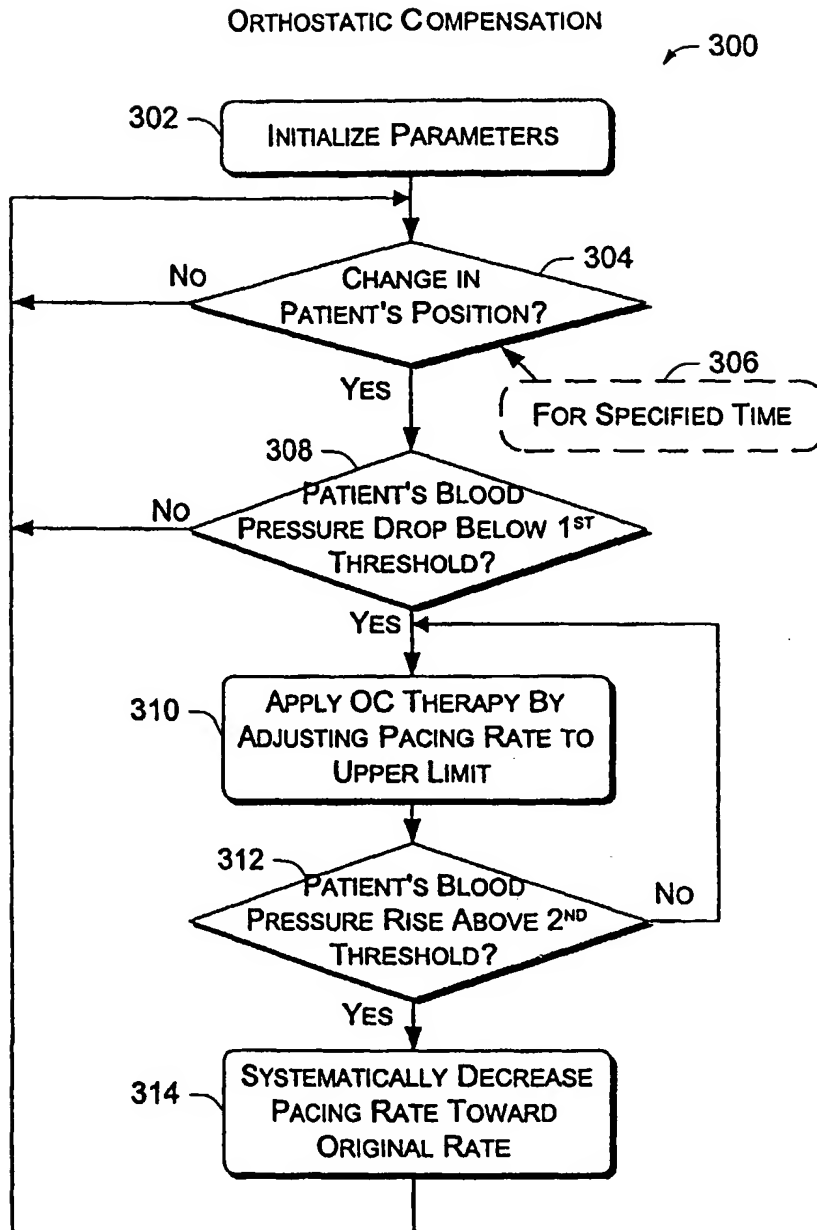 ORTHOSTATIC COMPENSATION
300
302
INITIALIZE PARAMETERS
NO
CHANGE IN
PATIENT'S POSITION?
304
YES
306
FOR SPECIFIED TIME
308
NO
PATIENT'S BLOOD
PRESSURE DROP BELOW 1ST
THRESHOLD?
YES
310
APPLY OC THERAPY BY
ADJUSTING PACING RATE TO
UPPER LIMIT
312
PATIENT'S BLOOD
PRESSURE RISE ABOVE 2ND
THRESHOLD?
NO
YES
314
SYSTEMATICALLY DECREASE
PACING RATE TOWARD
ORIGINAL RATE